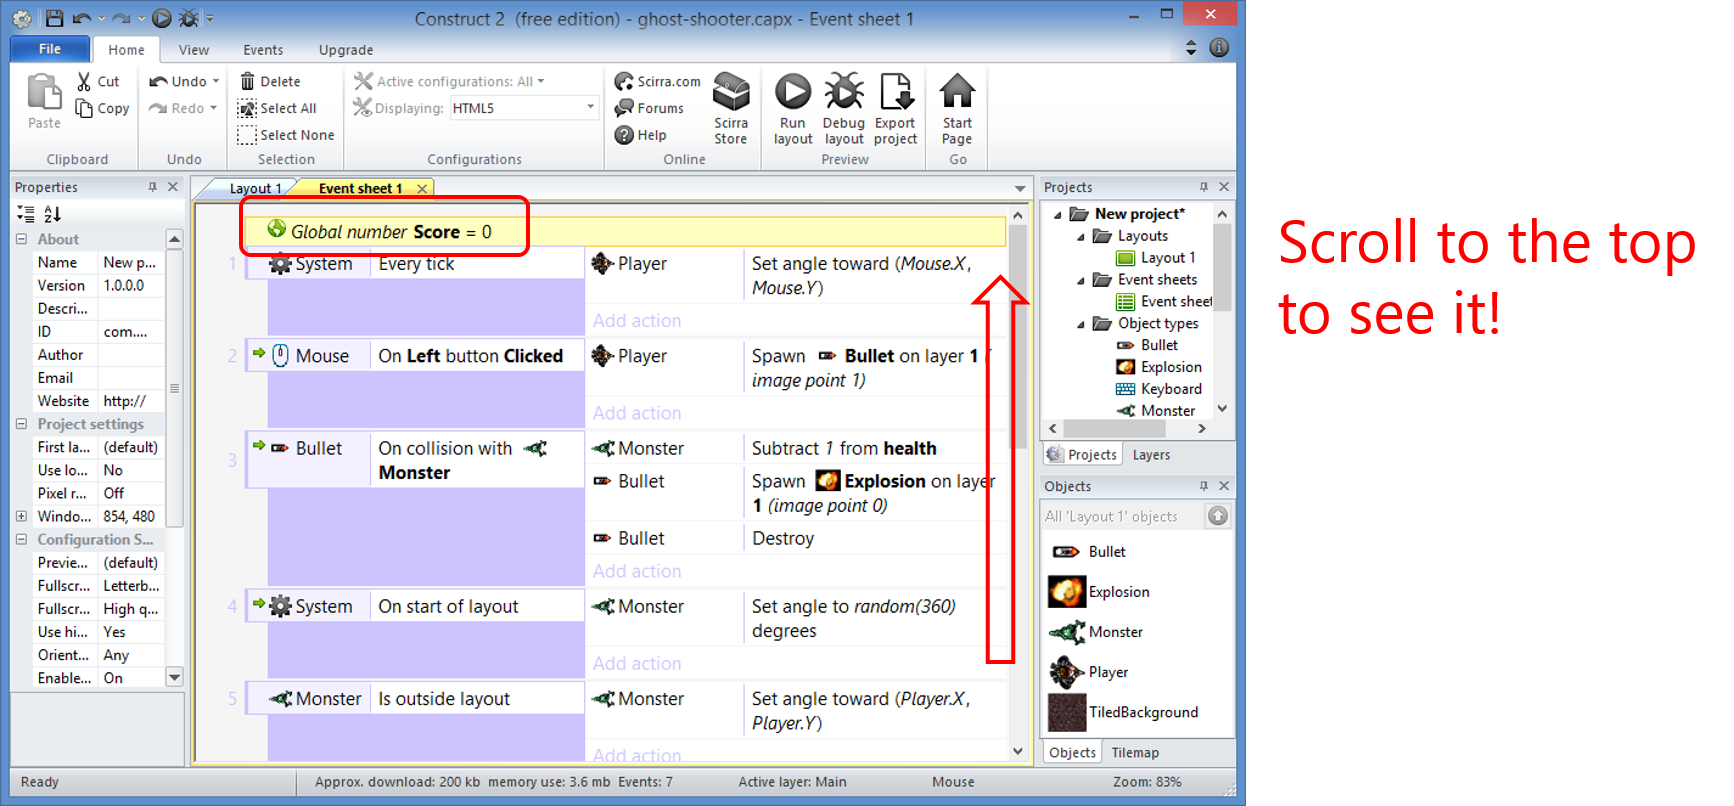 Construct 2 (free edition) - ghost-shooter.capx - Event sheet 1
File Home View Events Upgrade
Paste
Cut
Copy
Clipboard
Undo
Redo
Undo
Delete
Select All
Select None
Selection
Active configurations: All
Displaying: HTML5
Configurations
Scirra.com
Forums
Help
Scirra
Store
Online
Run
layout
Debug
layout
Export
project
Preview
Start
Page
Go
Properties
About
Name New p...
Version 1.0.0.0
Descri...
ID com....
Author
Email
Website http://
Project settings
First la... (default)
Use lo... No
Pixel r... Off
Windo... 854, 480
Configuration S...
Previe... (default)
Fullscr... Letterb...
Fullscr... High q...
Use hi... Yes
Orient... Any
Enable... On
Layout 1 Event sheet 1
Global number Score = 0
1 System Every tick
Player Set angle toward (Mouse.X,
Mouse.Y)
Add action
2 Mouse On Left button Clicked
Player Spawn Bullet on layer 1 (
image point 1)
Add action
3 Bullet On collision with
Monster
Monster Subtract 1 from health
Bullet Spawn Explosion on layer
1 (image point 0)
Bullet Destroy
Add action
4 System On start of layout
Monster Set angle to random(360)
degrees
Add action
5 Monster Is outside layout
Monster Set angle toward (Player.X,
Player.Y)
Add action
Projects
New project*
Layouts
Layout 1
Event sheets
Event sheet
Object types
Bullet
Explosion
Keyboard
Monster
Projects Layers
Objects
All 'Layout 1' objects
Bullet
Explosion
Monster
Player
TiledBackground
Objects Tilemap
Ready Approx. download: 200 kb memory use: 3.6 mb Events: 7 Active layer: Main Mouse Zoom: 83%
Scroll to the top
to see it!